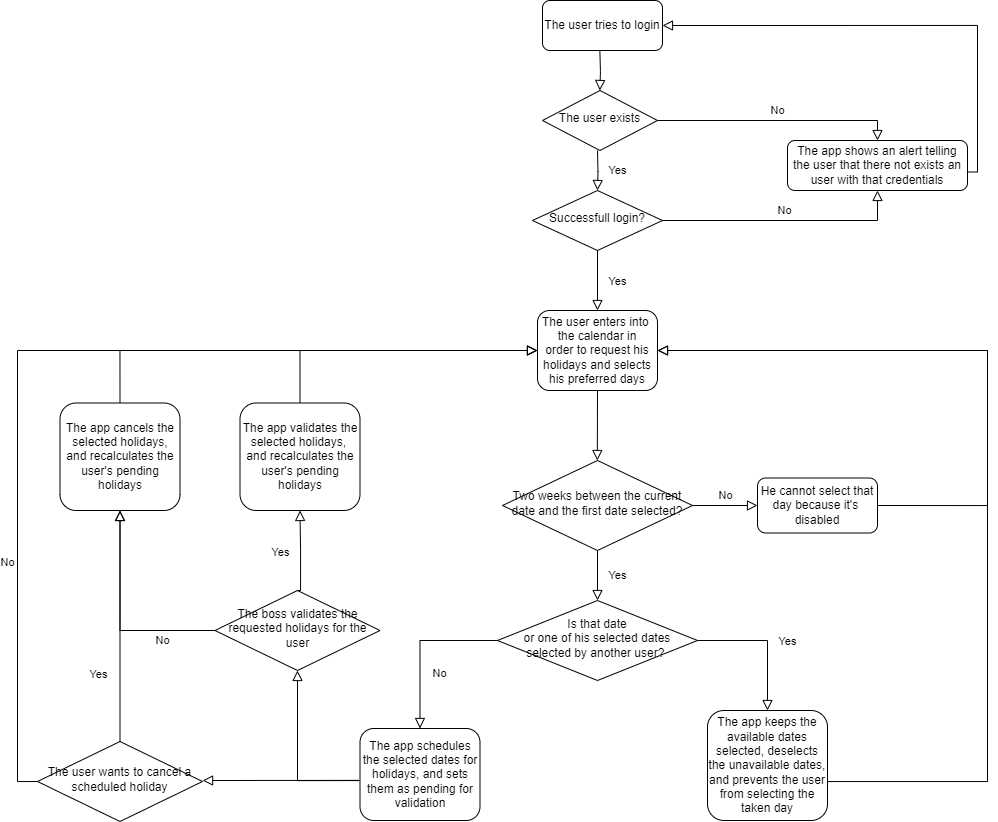 The user tries to login
The user exists
No
The app shows an alert telling
the user that there not exists an
user with that credentials
Yes
Successfull login?
No
Yes
The user enters into
the calendar in
order to request his
holidays and selects
his preferred days
The app cancels the
selected holidays,
and recalculates the
user's pending
holidays
The app validates the
selected holidays,
and recalculates the
user's pending
holidays
Two weeks between the current
date and the first date selected?
No
He cannot select that
day because it's
disabled
No
Yes
Yes
The boss validates the
requested holidays for the
user
No
Is that date
or one of his selected dates
selected by another user?
Yes
No
Yes
The app schedules
the selected dates for
holidays, and sets
them as pending for
validation
The app keeps the
available dates
selected, deselects
the unavailable dates,
and prevents the user
from selecting the
taken day
The user wants to cancel a
scheduled holiday